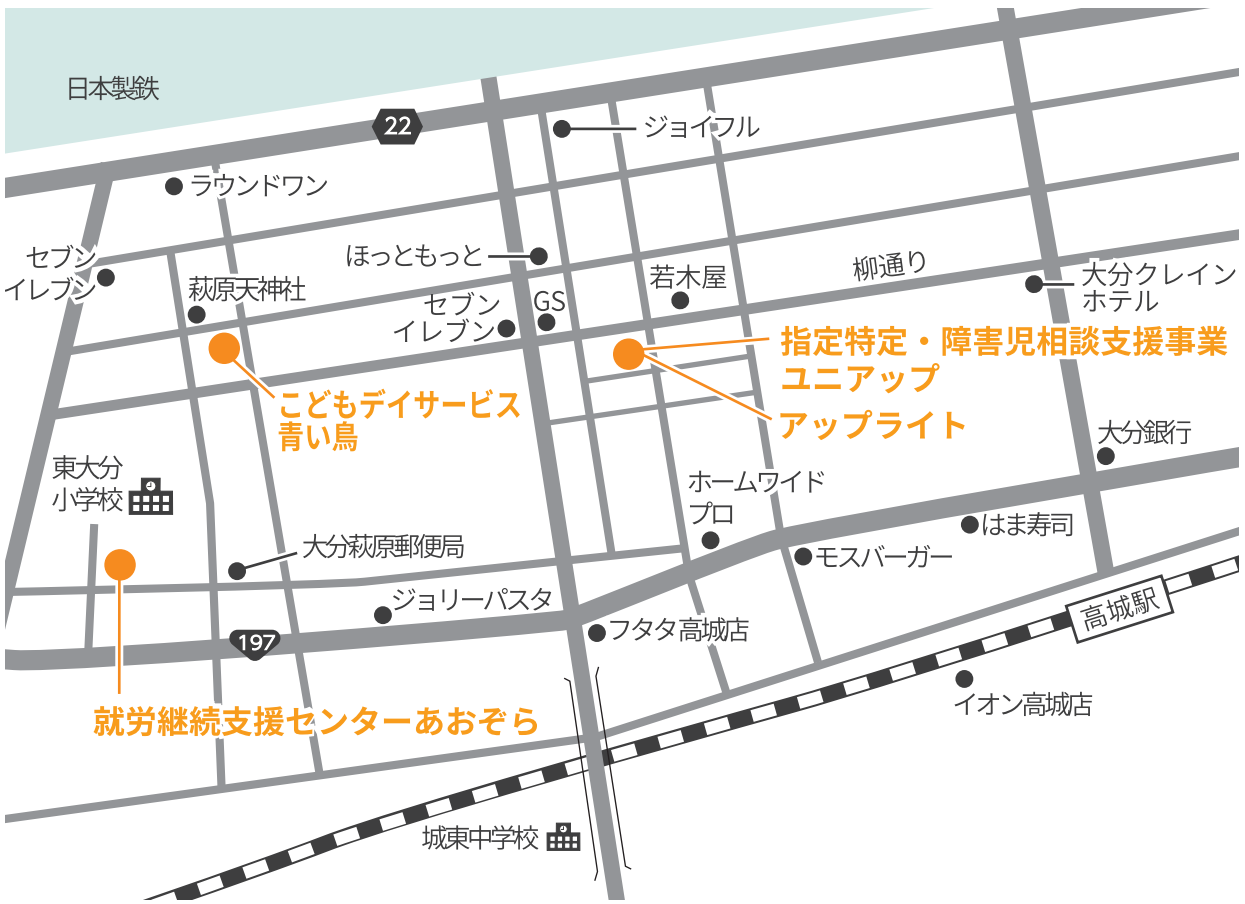 日本製鉄
22
ジョイフル
ラウンドワン
セブン
イレブン
ほっともっと
柳通り
大分クレイン
ホテル
萩原天神社
若木屋
セブン
イレブン
GS
指定特定・障害児相談支援事業
ユニアップ
こどもデイサービス
青い鳥
アップライト
大分銀行
東大分
小学校
ホームワイド
プロ
はま寿司
大分萩原郵便局
モスバーガー
ジョリーパスタ
高城駅
197
フタタ高城店
イオン高城店
就労継続支援センターあおぞら
城東中学校